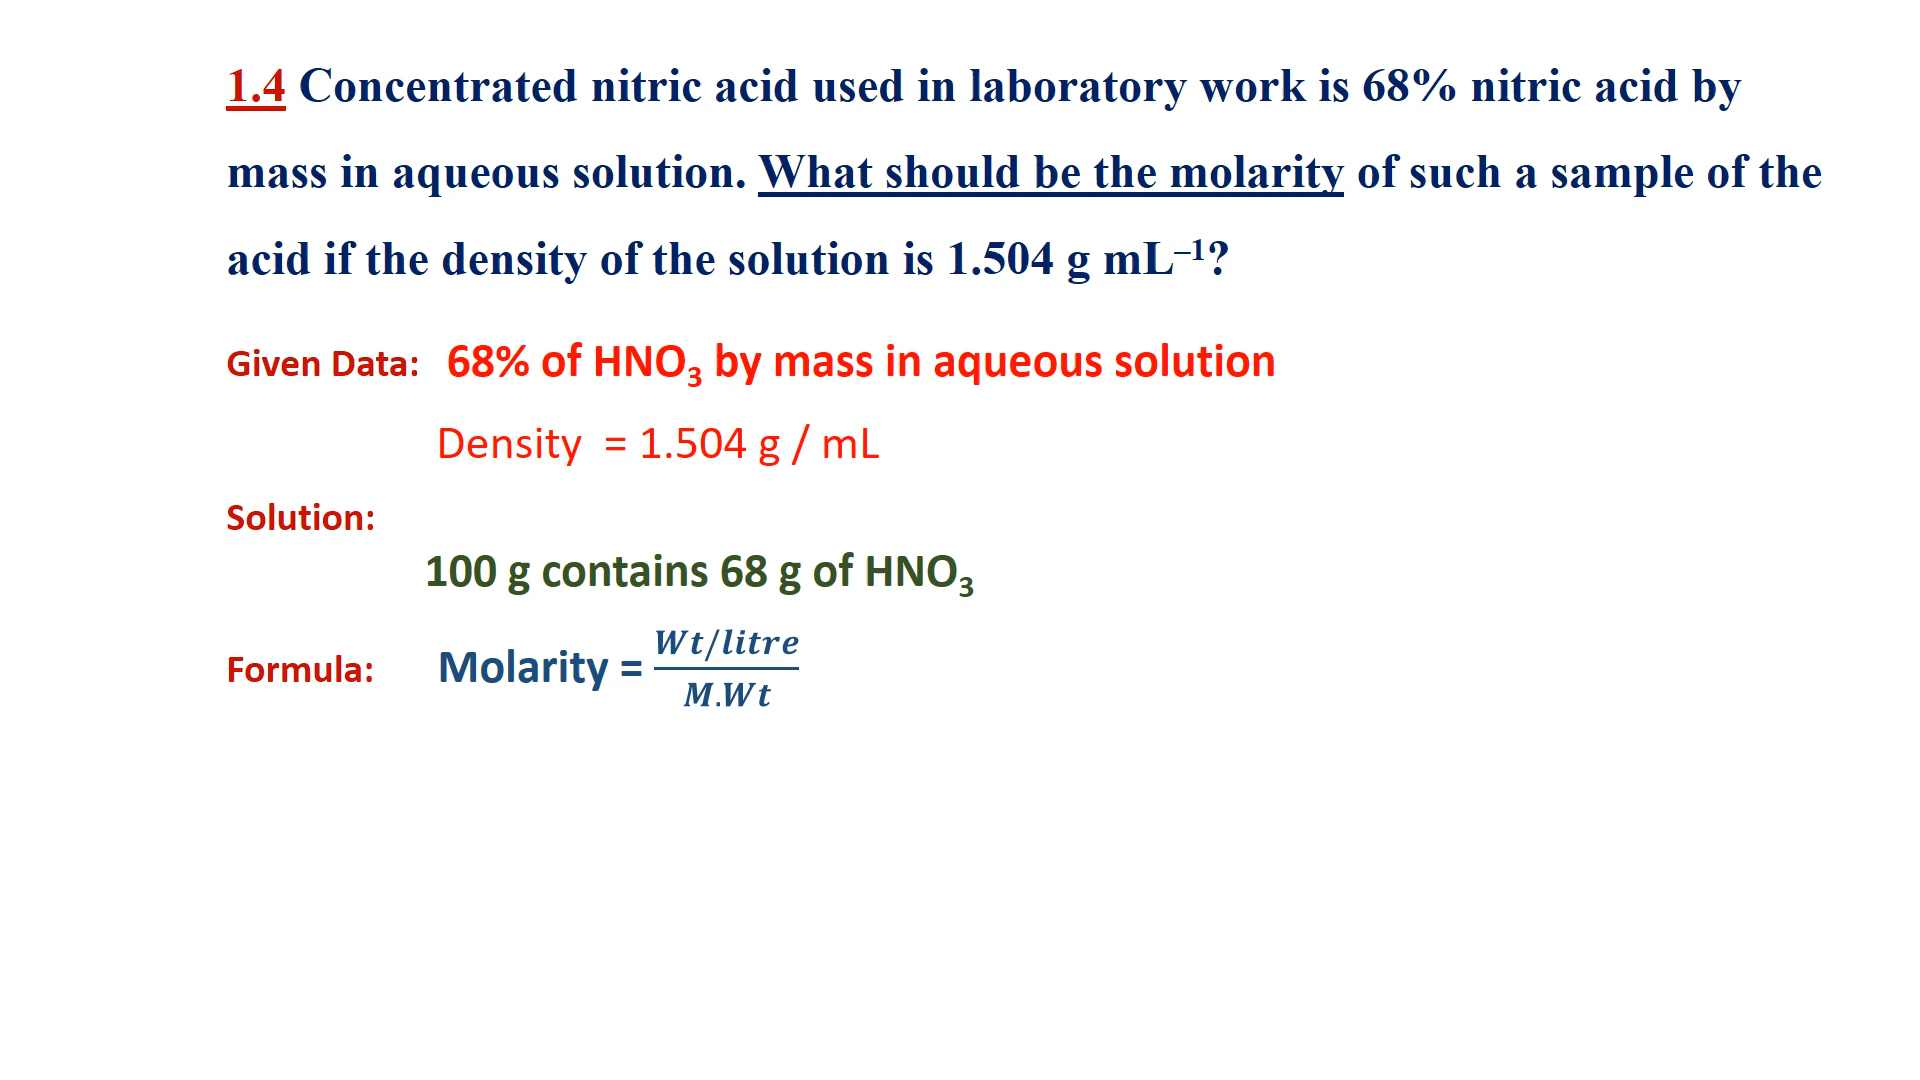 1.4 Concentrated nitric acid used in laboratory work is 68% nitric acid by
mass in aqueous solution. What should be the molarity of such a sample of the
acid if the density of the solution is 1.504 g mL⁻¹?
Given Data: 68% of HNO₃ by mass in aqueous solution
Density = 1.504 g / mL
Solution:
100 g contains 68 g of HNO₃
Formula: Molarity = Wt/litre
M.Wt